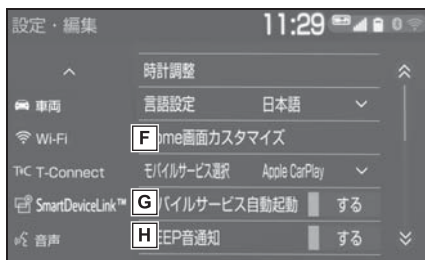 設定・編集 11:29
時計調整
車両 言語設定 日本語
Wi-Fi F ome画面カスタマイズ
T-Connect モバイルサービス選択 Apple CarPlay
SmartDeviceLink™ G バイルサービス自動起動 する
音声 H EEP音通知 する